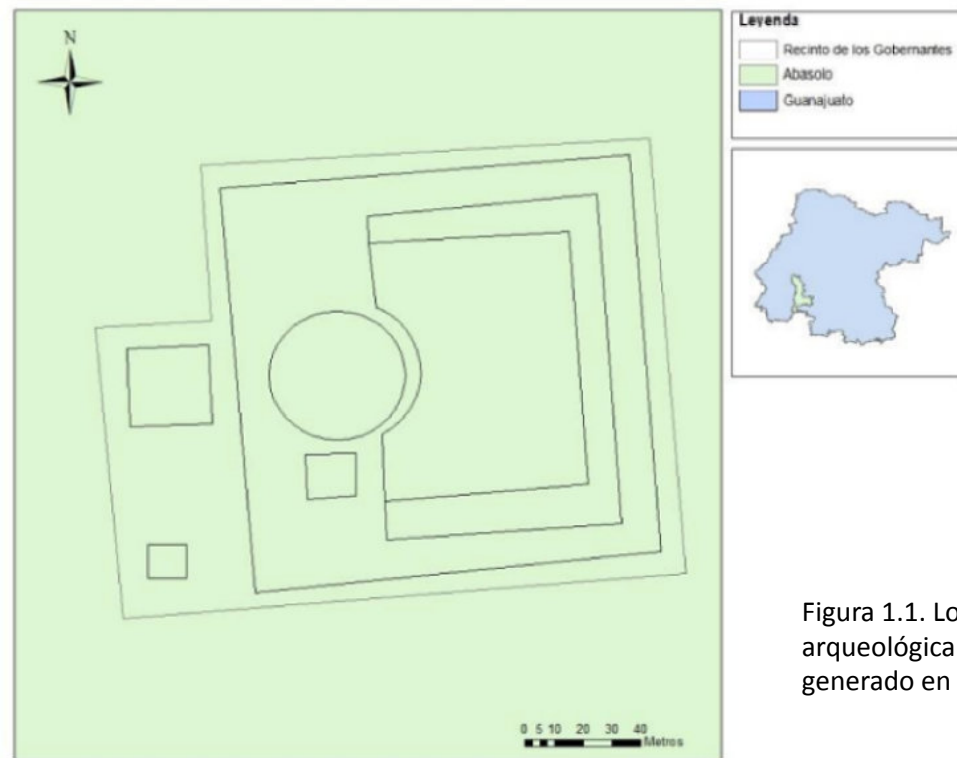 N
Leyenda
Recinto de los Gobernantes
Abasolo
Guanajuato
0 5 10 20 30 40
Metros
Figura 1.1. Lo
arqueológica
generado en